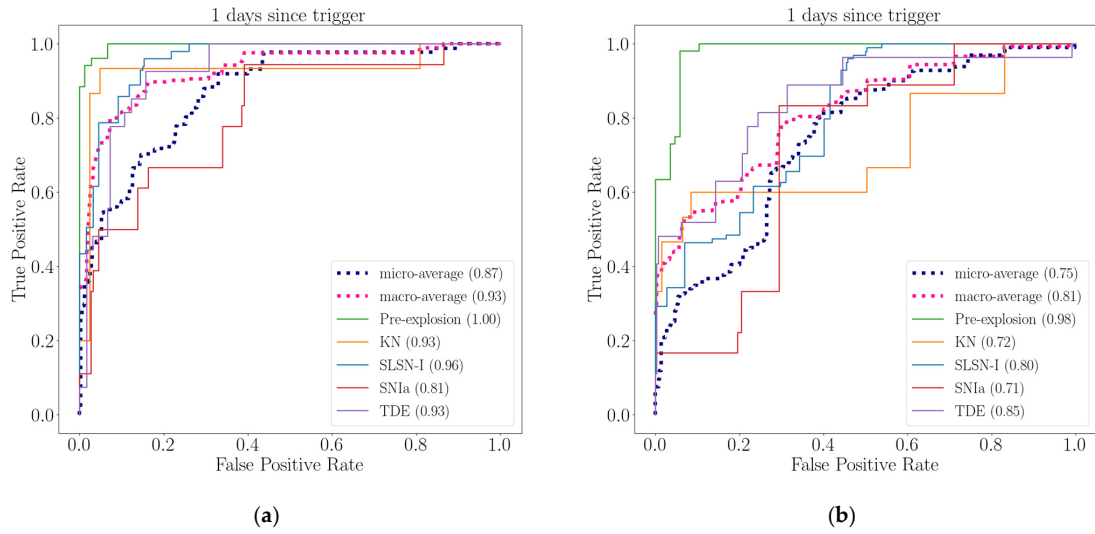 1 days since trigger
True Positive Rate
1.0
0.8
0.6
0.4
0.2
0.0
micro-average (0.87)
macro-average (0.93)
Pre-explosion (1.00)
KN (0.93)
SLSN-I (0.96)
SNIa (0.81)
TDE (0.93)
0.0 0.2 0.4 0.6 0.8 1.0
False Positive Rate
(a)
1 days since trigger
True Positive Rate
1.0
0.8
0.6
0.4
0.2
0.0
micro-average (0.75)
macro-average (0.81)
Pre-explosion (0.98)
KN (0.72)
SLSN-I (0.80)
SNIa (0.71)
TDE (0.85)
0.0 0.2 0.4 0.6 0.8 1.0
False Positive Rate
(b)